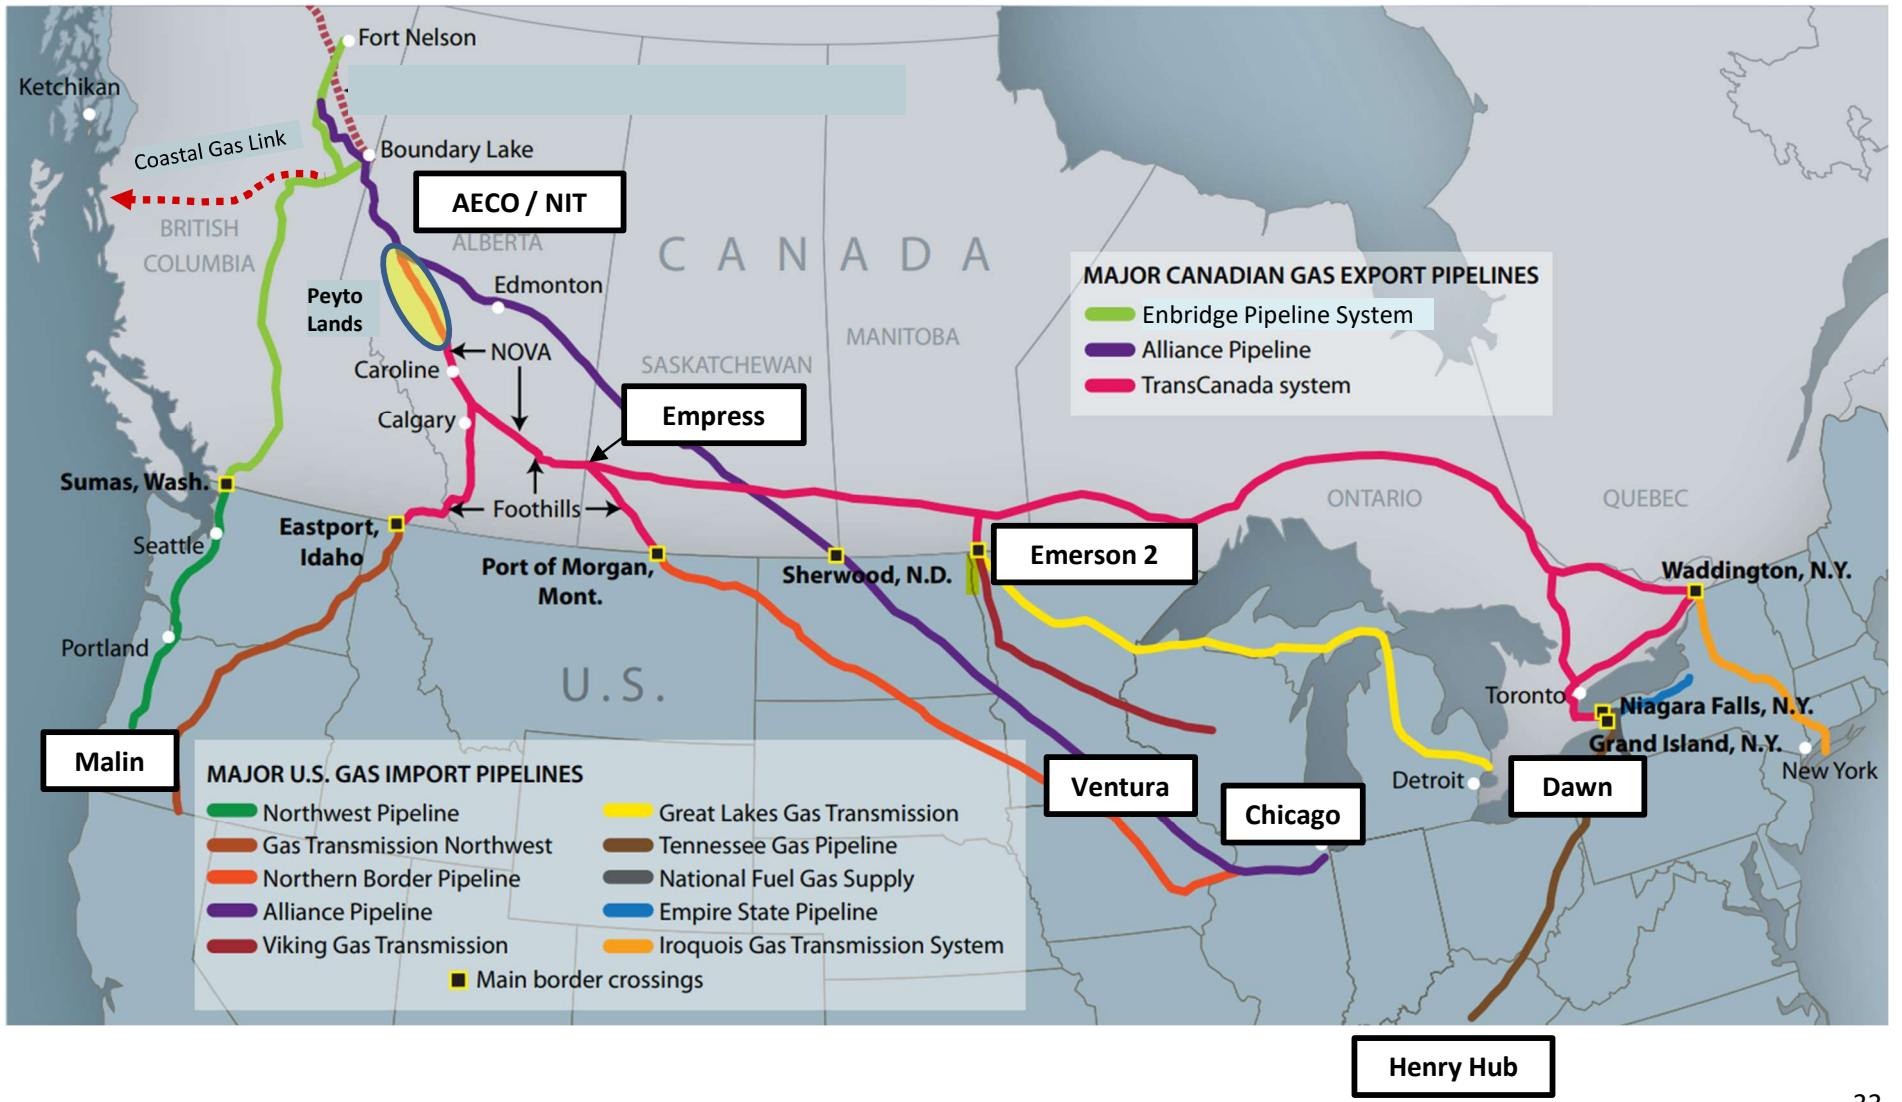 Fort Nelson
Ketchikan
Coastal Gas Link
Boundary Lake
AECO / NIT
BRITISH
COLUMBIA
ALBERTA
CANADA
Peyto
Lands
Edmonton
NOVA
Caroline
SASKATCHEWAN
MANITOBA
Calgary
Empress
MAJOR CANADIAN GAS EXPORT PIPELINES
Enbridge Pipeline System
Alliance Pipeline
TransCanada system
Sumas, Wash.
Seattle
Eastport,
Idaho
Foothills
Port of Morgan,
Mont.
Sherwood, N.D.
Emerson 2
ONTARIO
QUEBEC
Waddington, N.Y.
Portland
U.S.
Toronto
Niagara Falls, N.Y.
Grand Island, N.Y.
New York
Malin
Ventura
Chicago
Detroit
Dawn
MAJOR U.S. GAS IMPORT PIPELINES
Northwest Pipeline
Gas Transmission Northwest
Northern Border Pipeline
Alliance Pipeline
Viking Gas Transmission
Great Lakes Gas Transmission
Tennessee Gas Pipeline
National Fuel Gas Supply
Empire State Pipeline
Iroquois Gas Transmission System
Main border crossings
Henry Hub